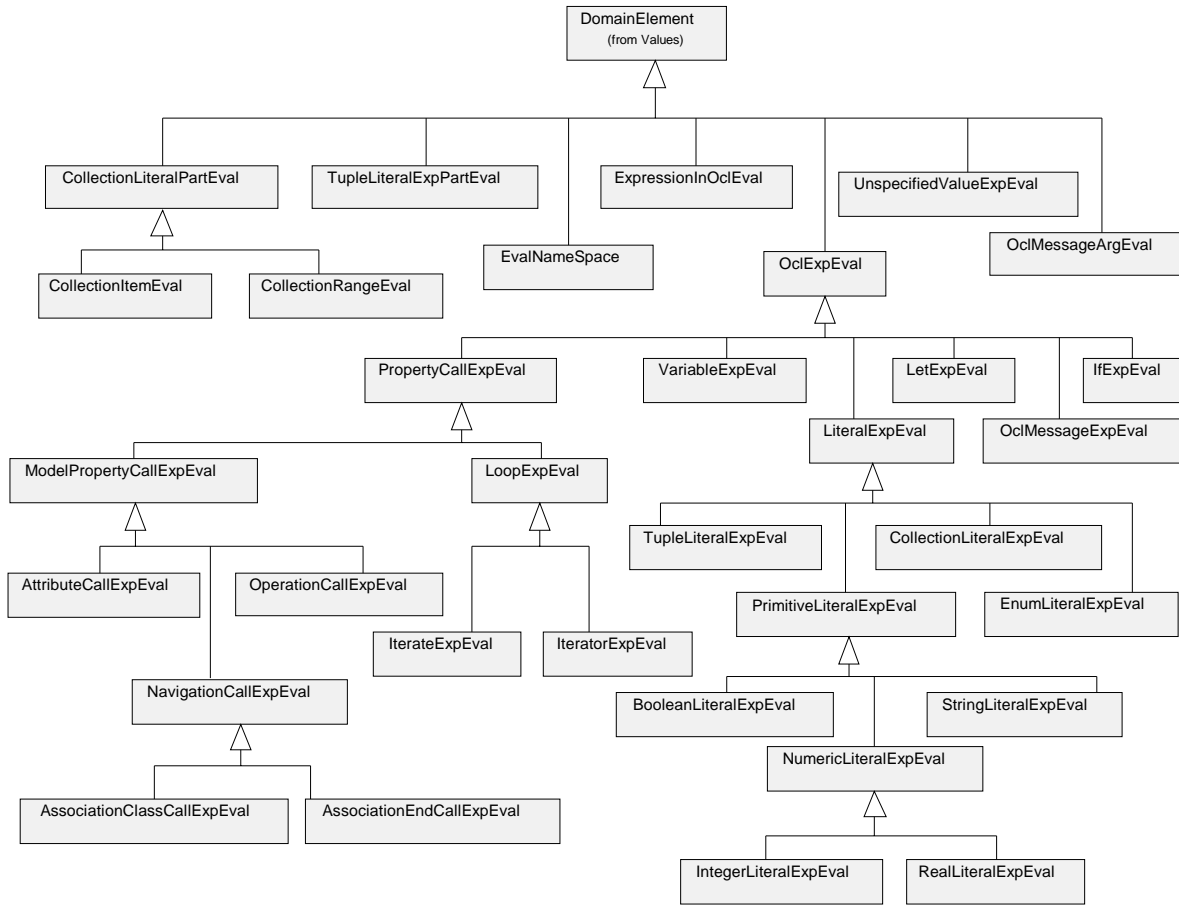 DomainElement
(from Values)
CollectionLiteralPartEval
TupleLiteralExpPartEval
ExpressionInOclEval
UnspecifiedValueExpEval
OclMessageArgEval
EvalNameSpace
OclExpEval
CollectionItemEval
CollectionRangeEval
PropertyCallExpEval
VariableExpEval
LetExpEval
IfExpEval
LiteralExpEval
OclMessageExpEval
ModelPropertyCallExpEval
LoopExpEval
TupleLiteralExpEval
CollectionLiteralExpEval
AttributeCallExpEval
OperationCallExpEval
PrimitiveLiteralExpEval
EnumLiteralExpEval
IterateExpEval
IteratorExpEval
NavigationCallExpEval
BooleanLiteralExpEval
StringLiteralExpEval
NumericLiteralExpEval
AssociationClassCallExpEval
AssociationEndCallExpEval
IntegerLiteralExpEval
RealLiteralExpEval